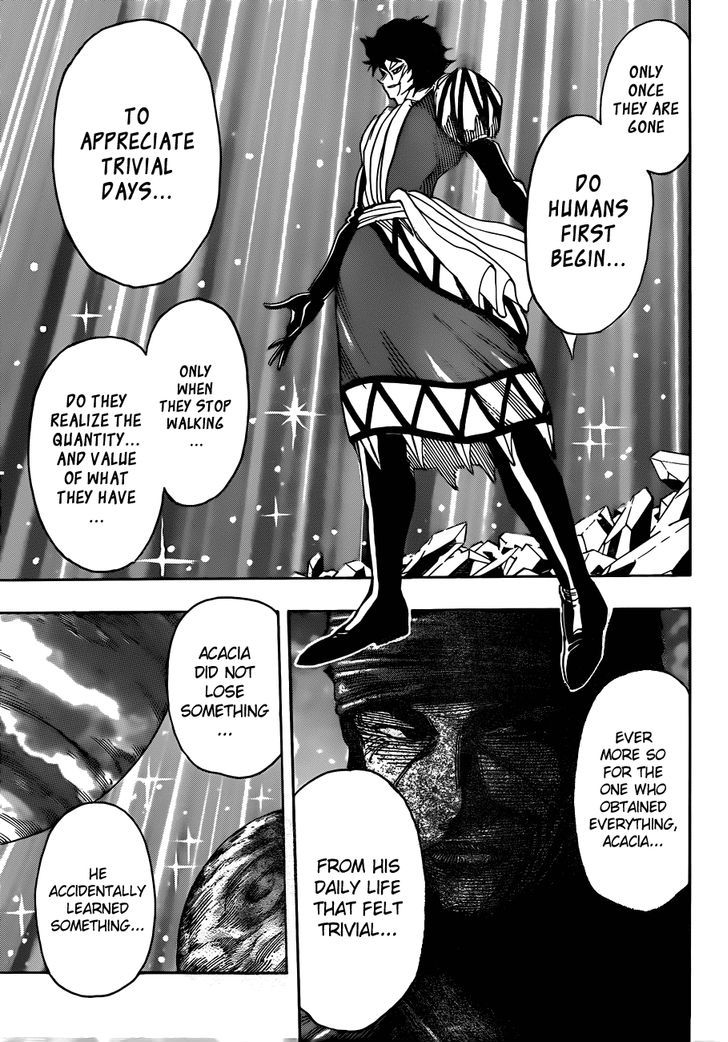 ONLY
ONCE
THEY ARE
GONE
DO
HUMANS
FIRST
BEGIN...
TO
APPRECIATE
TRIVIAL
DAYS...
ONLY
WHEN
THEY STOP
WALKING
...
DO THEY
REALIZE THE
QUANTITY...
AND VALUE
OF WHAT
THEY HAVE
...
EVER
MORE SO
FOR THE
ONE WHO
OBTAINED
EVERYTHING,
ACACIA...
FROM HIS
DAILY LIFE
THAT FELT
TRIVIAL...
ACACIA
DID NOT
LOSE
SOMETHING
...
HE
ACCIDENTALLY
LEARNED
SOMETHING...